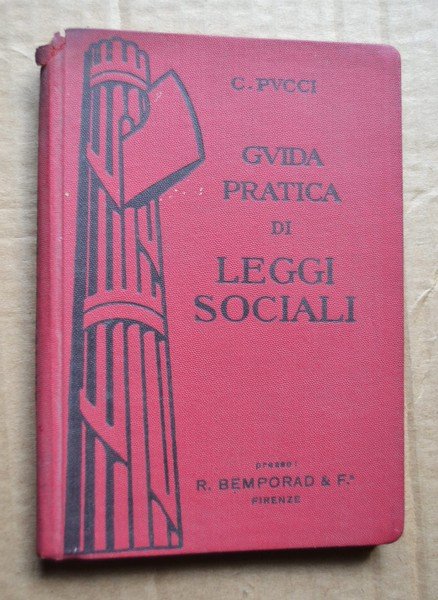 C. PVCCI
GVIDA
PRATICA
DI
LEGGI
SOCIALI
presso:
R. BEMPORAD & F.º
FIRENZE